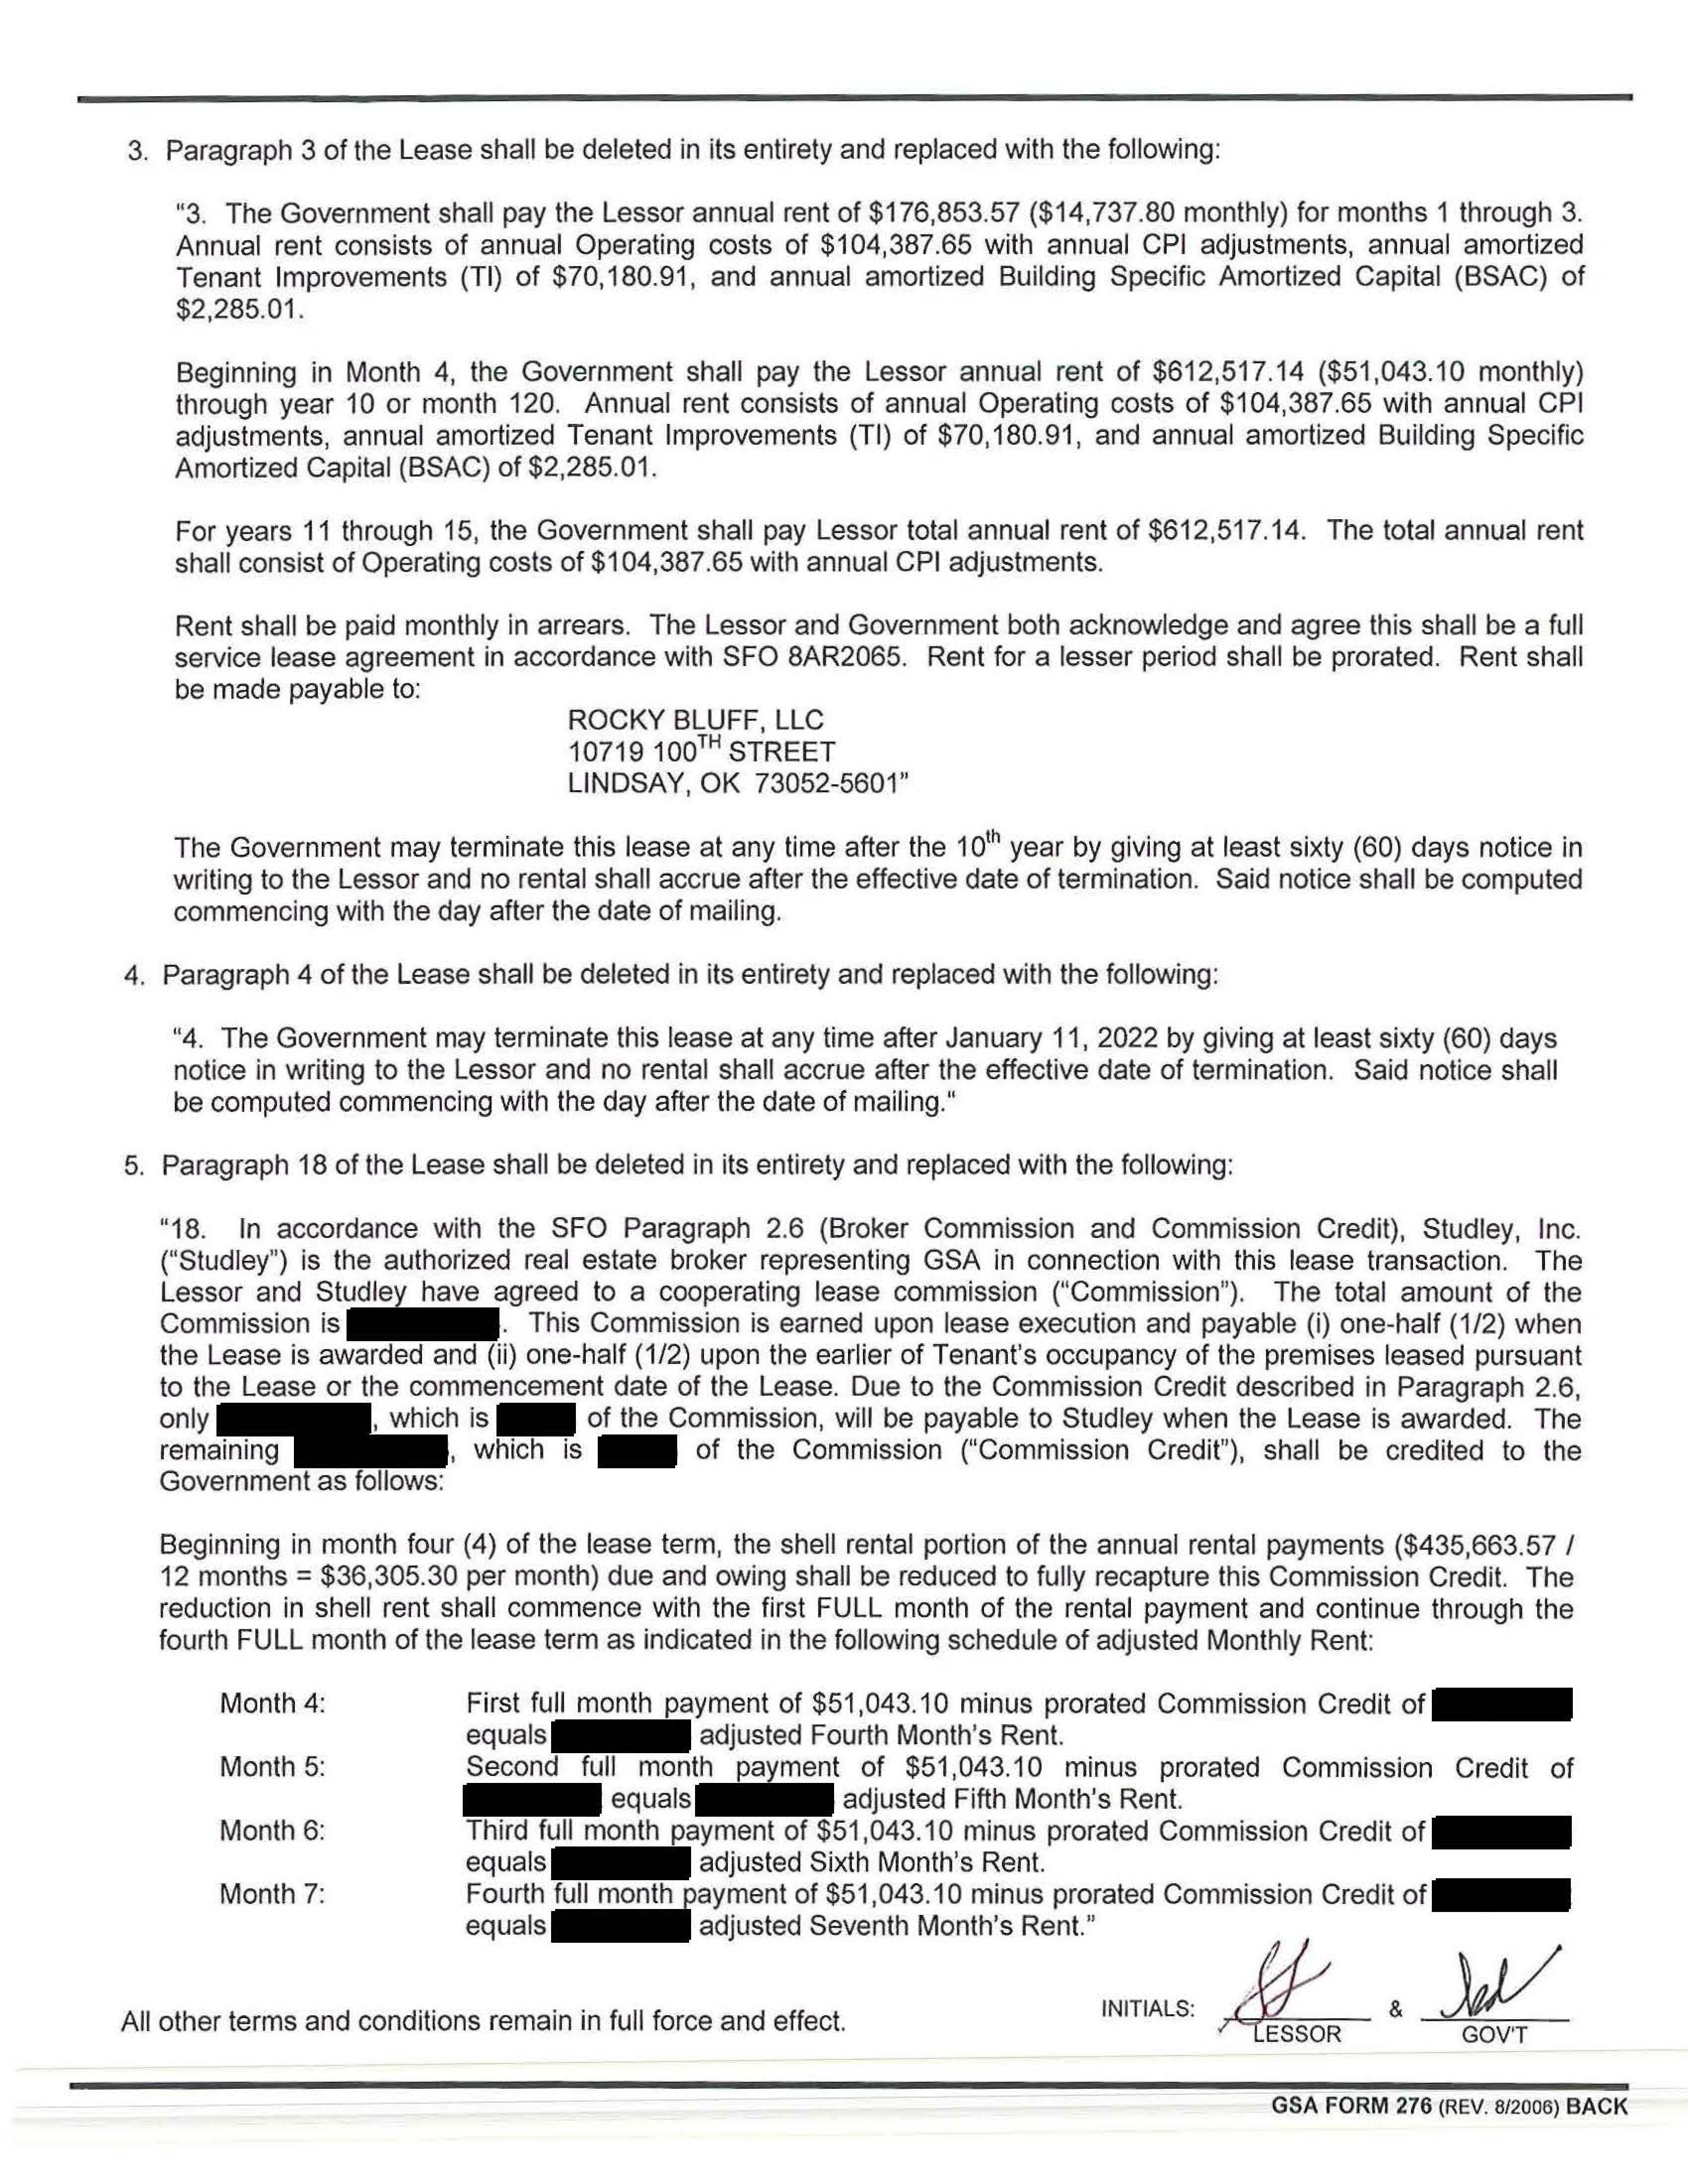 3. Paragraph 3 of the Lease shall be deleted in its entirety and replaced with the following:
"3. The Government shall pay the Lessor annual rent of $176,853.57 ($14,737.80 monthly) for months 1 through 3.
Annual rent consists of annual Operating costs of $104,387.65 with annual CPI adjustments, annual amortized
Tenant Improvements (TI) of $70,180.91, and annual amortized Building Specific Amortized Capital (BSAC) of
$2,285.01.
Beginning in Month 4, the Government shall pay the Lessor annual rent of $612,517.14 ($51,043.10 monthly)
through year 10 or month 120. Annual rent consists of annual Operating costs of $104,387.65 with annual CPI
adjustments, annual amortized Tenant Improvements (TI) of $70,180.91, and annual amortized Building Specific
Amortized Capital (BSAC) of $2,285.01.
For years 11 through 15, the Government shall pay Lessor total annual rent of $612,517.14. The total annual rent
shall consist of Operating costs of $104,387.65 with annual CPI adjustments.
Rent shall be paid monthly in arrears. The Lessor and Government both acknowledge and agree this shall be a full
service lease agreement in accordance with SFO 8AR2065. Rent for a lesser period shall be prorated. Rent shall
be made payable to:
ROCKY BLUFF, LLC
10719 100TH STREET
LINDSAY, OK 73052-5601"
The Government may terminate this lease at any time after the 10th year by giving at least sixty (60) days notice in
writing to the Lessor and no rental shall accrue after the effective date of termination. Said notice shall be computed
commencing with the day after the date of mailing.
4. Paragraph 4 of the Lease shall be deleted in its entirety and replaced with the following:
"4. The Government may terminate this lease at any time after January 11, 2022 by giving at least sixty (60) days
notice in writing to the Lessor and no rental shall accrue after the effective date of termination. Said notice shall
be computed commencing with the day after the date of mailing."
5. Paragraph 18 of the Lease shall be deleted in its entirety and replaced with the following:
"18. In accordance with the SFO Paragraph 2.6 (Broker Commission and Commission Credit), Studley, Inc.
("Studley") is the authorized real estate broker representing GSA in connection with this lease transaction. The
Lessor and Studley have agreed to a cooperating lease commission ("Commission"). The total amount of the
Commission is . This Commission is earned upon lease execution and payable (i) one-half (1/2) when
the Lease is awarded and (ii) one-half (1/2) upon the earlier of Tenant's occupancy of the premises leased pursuant
to the Lease or the commencement date of the Lease. Due to the Commission Credit described in Paragraph 2.6,
only , which is of the Commission, will be payable to Studley when the Lease is awarded. The
remaining , which is of the Commission ("Commission Credit"), shall be credited to the
Government as follows:
Beginning in month four (4) of the lease term, the shell rental portion of the annual rental payments ($435,663.57 /
12 months = $36,305.30 per month) due and owing shall be reduced to fully recapture this Commission Credit. The
reduction in shell rent shall commence with the first FULL month of the rental payment and continue through the
fourth FULL month of the lease term as indicated in the following schedule of adjusted Monthly Rent:
Month 4: First full month payment of $51,043.10 minus prorated Commission Credit of
equals adjusted Fourth Month's Rent.
Month 5: Second full month payment of $51,043.10 minus prorated Commission Credit of
equals adjusted Fifth Month's Rent.
Month 6: Third full month payment of $51,043.10 minus prorated Commission Credit of
equals adjusted Sixth Month's Rent.
Month 7: Fourth full month payment of $51,043.10 minus prorated Commission Credit of
equals adjusted Seventh Month's Rent."
All other terms and conditions remain in full force and effect.
INITIALS: &
LESSOR GOV'T
GSA FORM 276 (REV. 8/2006) BACK